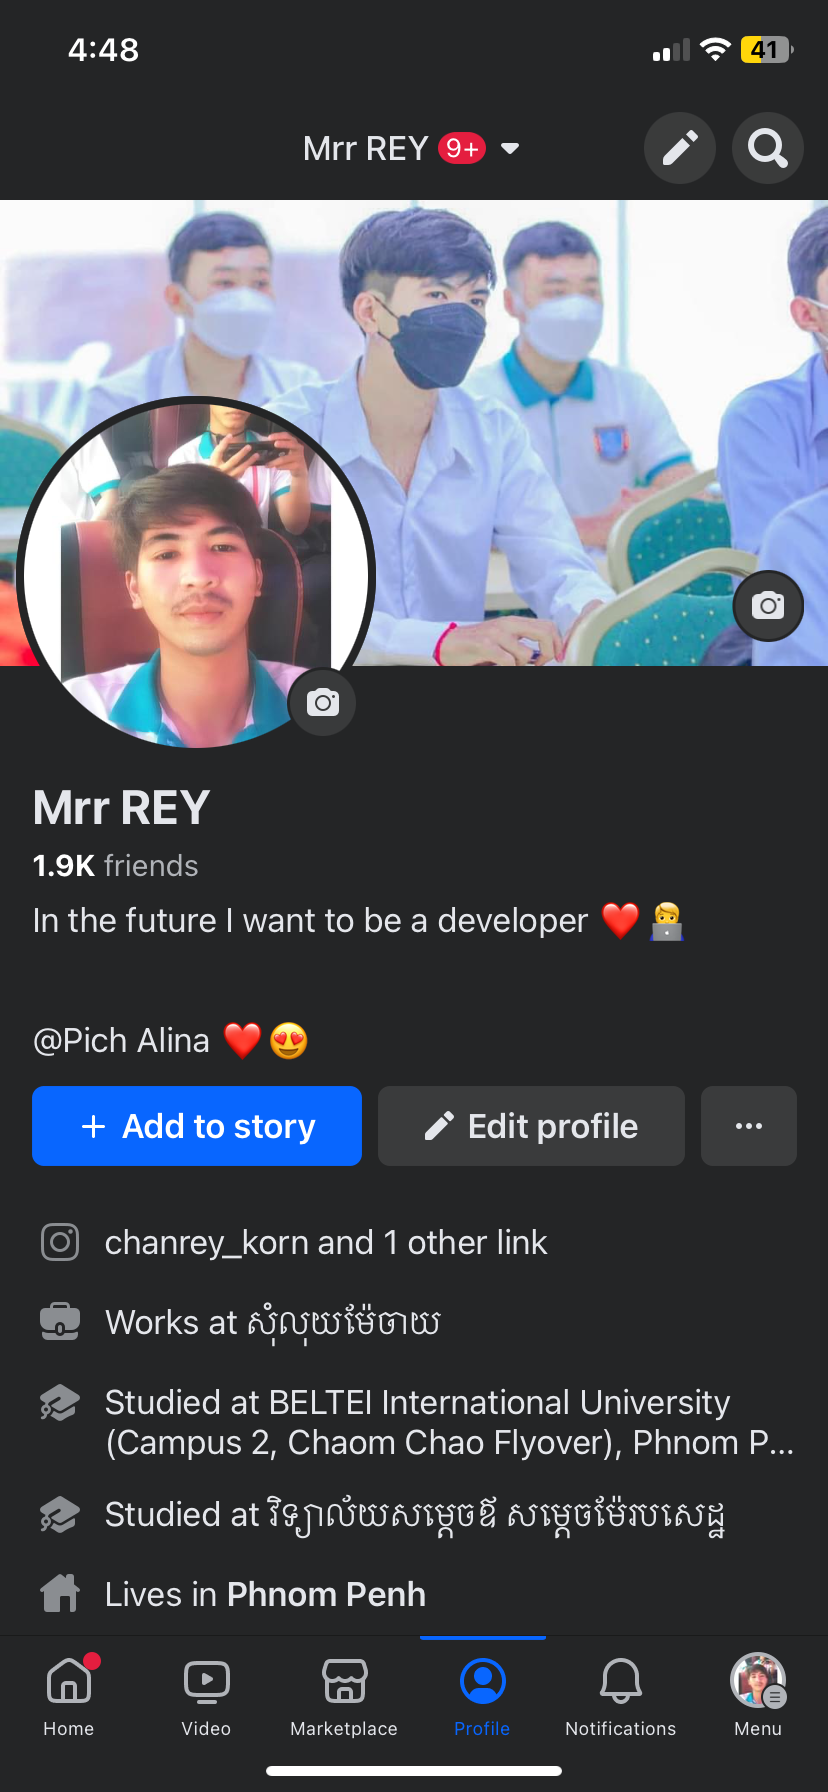 4:48
41
Mrr REY 9+
Mrr REY
1.9K friends
In the future I want to be a developer ❤️👩‍💻
@Pich Alina ❤️😍
+ Add to story
Edit profile
...
chanrey_korn and 1 other link
Works at សុំលុយម៉ែចាយ
Studied at BELTEI International University
(Campus 2, Chaom Chao Flyover), Phnom P...
Studied at វិទ្យាល័យសម្ដេចឪ សម្ដេចម៉ែរបសេដ្ឋ
Lives in Phnom Penh
Home
Video
Marketplace
Profile
Notifications
Menu